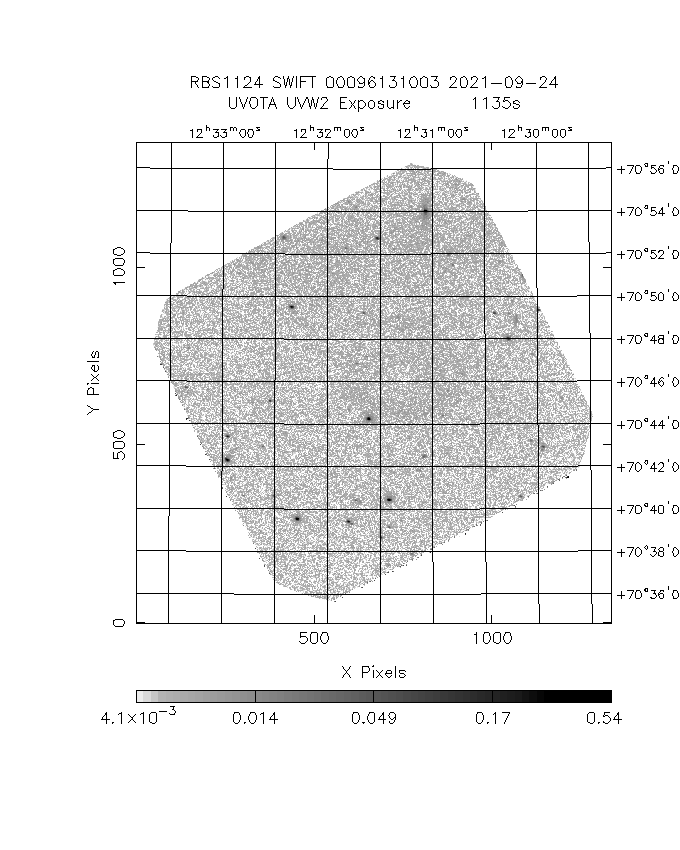 RBS1124 SWIFT 00096131003 2021-09-24
UVOTA UVW2 Exposure 1135s
12ʰ33ᵐ00ˢ 12ʰ32ᵐ00ˢ 12ʰ31ᵐ00ˢ 12ʰ30ᵐ00ˢ
+70°56'0
+70°54'0
+70°52'0
+70°50'0
+70°48'0
+70°46'0
+70°44'0
+70°42'0
+70°40'0
+70°38'0
+70°36'0
1000
500
0
Y Pixels
500 1000
X Pixels
4.1×10⁻³ 0.014 0.049 0.17 0.54